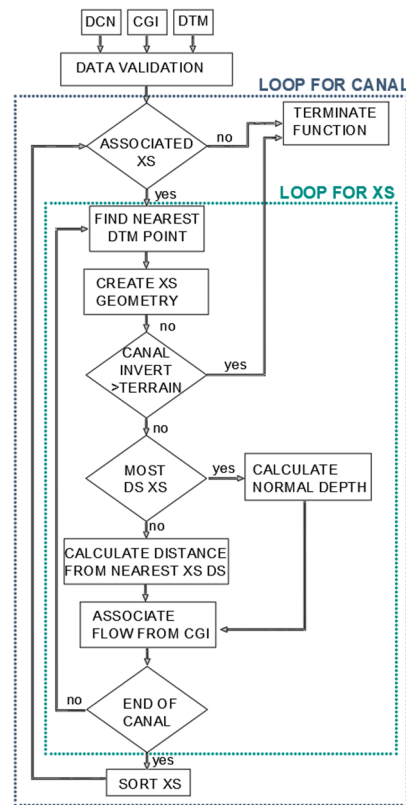 DCN
CGI
DTM
DATA VALIDATION
LOOP FOR CANAL
TERMINATE
FUNCTION
ASSOCIATED
XS
no
yes
LOOP FOR XS
FIND NEAREST
DTM POINT
CREATE XS
GEOMETRY
no
CANAL
INVERT
>TERRAIN
yes
no
MOST
DS XS
yes
CALCULATE
NORMAL DEPTH
no
CALCULATE DISTANCE
FROM NEAREST XS DS
ASSOCIATE
FLOW FROM CGI
no
END OF
CANAL
yes
SORT XS